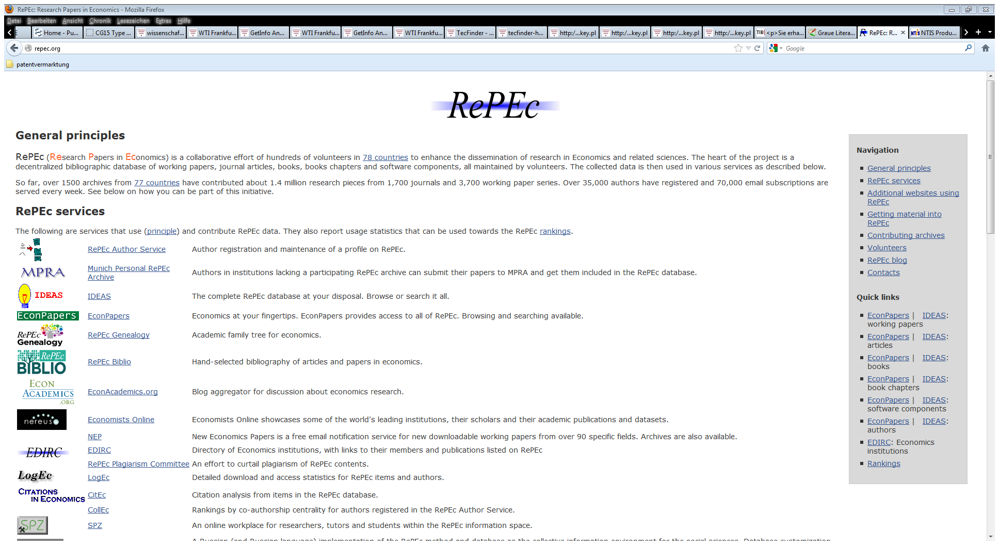 RePEc: Research Papers in Economics - Mozilla Firefox
Datei Bearbeiten Ansicht Chronik Lesezeichen Extras Hilfe
E Home - Pu... CG15 Type ... wissenschaf... WTI Frankfu... GetInfo An... WTI Frankfu... GetInfo An... WTI Frankfu... TecFinder - ... tecfinder-h... http:/...key.pl http:/...key.pl http:/...key.pl http:/...key.pl TIB <p>Sie erha... Graue Litera... RePEc: R... NTIS NTIS Produ...
repec.org Google
patentvermarktung
RePEc
General principles
RePEc (Research Papers in Economics) is a collaborative effort of hundreds of volunteers in 78 countries to enhance the dissemination of research in Economics and related sciences. The heart of the project is a
decentralized bibliographic database of working papers, journal articles, books, books chapters and software components, all maintained by volunteers. The collected data is then used in various services as described below.
So far, over 1500 archives from 77 countries have contributed about 1.4 million research pieces from 1,700 journals and 3,700 working paper series. Over 35,000 authors have registered and 70,000 email subscriptions are
served every week. See below on how you can be part of this initiative.
RePEc services
The following are services that use (principle) and contribute RePEc data. They also report usage statistics that can be used towards the RePEc rankings.
RePEc Author Service Author registration and maintenance of a profile on RePEc.
MPRA Munich Personal RePEc
Archive Authors in institutions lacking a participating RePEc archive can submit their papers to MPRA and get them included in the RePEc database.
IDEAS IDEAS The complete RePEc database at your disposal. Browse or search it all.
EconPapers EconPapers Economics at your fingertips. EconPapers provides access to all of RePEc. Browsing and searching available.
RePEc
Genealogy RePEc Genealogy Academic family tree for economics.
RePEc
BIBLIO RePEc Biblio Hand-selected bibliography of articles and papers in economics.
ECON
ACADEMICS
.ORG EconAcademics.org Blog aggregator for discussion about economics research.
nereus Economists Online Economists Online showcases some of the world's leading institutions, their scholars and their academic publications and datasets.
NEP New Economics Papers is a free email notification service for new downloadable working papers from over 90 specific fields. Archives are also available.
EDIRC EDIRC Directory of Economics institutions, with links to their members and publications listed on RePEc
RePEc Plagiarism Committee An effort to curtail plagiarism of RePEc contents.
LogEc LogEc Detailed download and access statistics for RePEc items and authors.
CITATIONS
IN ECONOMICS CitEc Citation analysis from items in the RePEc database.
CollEc Rankings by co-authorship centrality for authors registered in the RePEc Author Service.
SPZ SPZ An online workplace for researchers, tutors and students within the RePEc information space.
A Russian (and Russian language) implementation of the RePEc method and database as the collective information environment for the social sciences. Database customization
Navigation
General principles
RePEc services
Additional websites using
RePEc
Getting material into
RePEc
Contributing archives
Volunteers
RePEc blog
Contacts
Quick links
EconPapers | IDEAS:
working papers
EconPapers | IDEAS:
articles
EconPapers | IDEAS:
books
EconPapers | IDEAS:
book chapters
EconPapers | IDEAS:
software components
EconPapers | IDEAS:
authors
EDIRC: Economics
institutions
Rankings